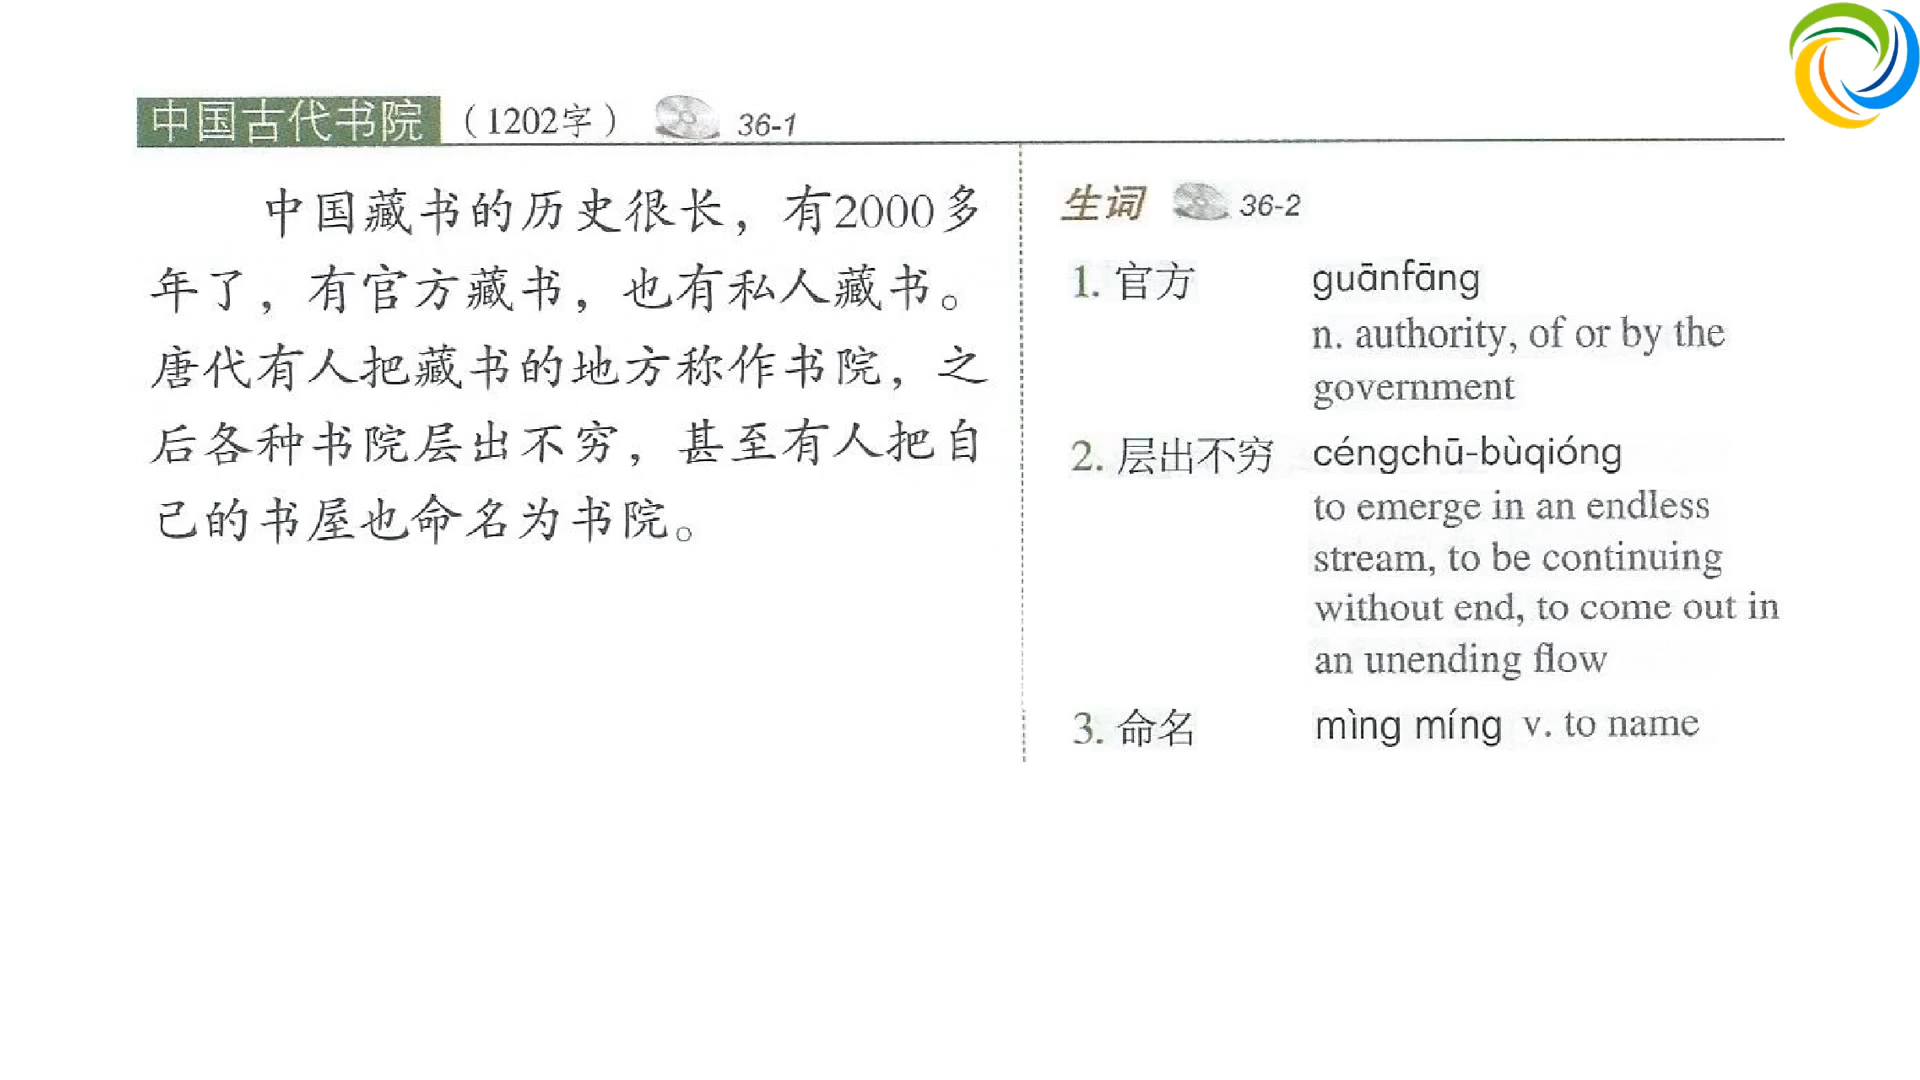 中国古代书院（1202字） 36-1
中国藏书的历史很长，有2000多
年了，有官方藏书，也有私人藏书。
唐代有人把藏书的地方称作书院，之
后各种书院层出不穷，甚至有人把自
己的书屋也命名为书院。
生词 36-2
1. 官方 guānfāng
n. authority, of or by the
government
2. 层出不穷 céngchū-bùqióng
to emerge in an endless
stream, to be continuing
without end, to come out in
an unending flow
3. 命名 mìng míng v. to name